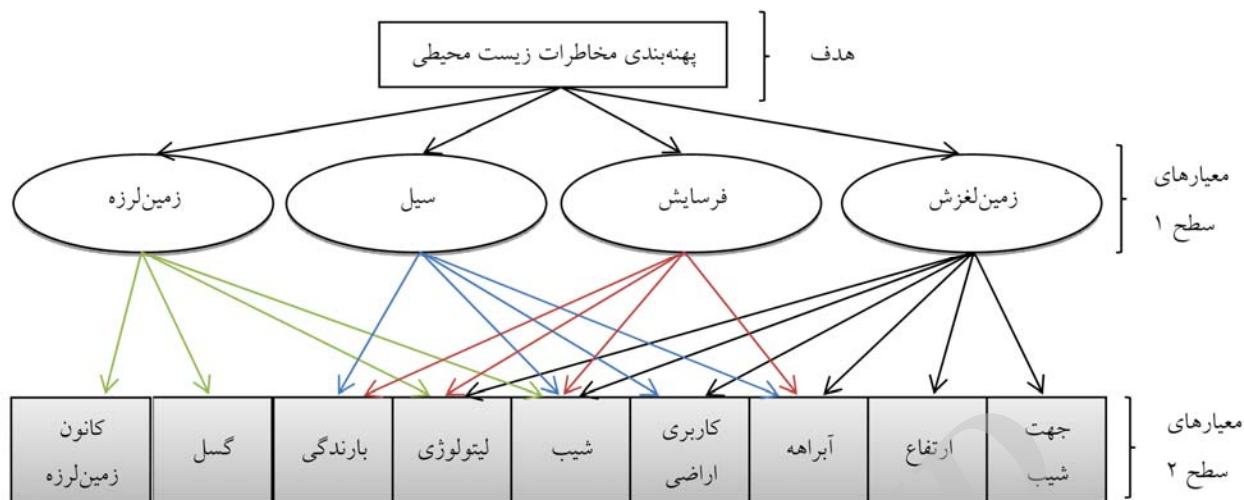 هدف
پهنه‌بندی مخاطرات زیست محیطی
معیارهای
سطح ۱
زمین‌لغزش
فرسایش
سیل
زمین‌لرزه
معیارهای
سطح ۲
جهت
شیب
ارتفاع
آبراهه
کاربری
اراضی
شیب
لیتولوژی
بارندگی
گسل
کانون
زمین‌لرزه